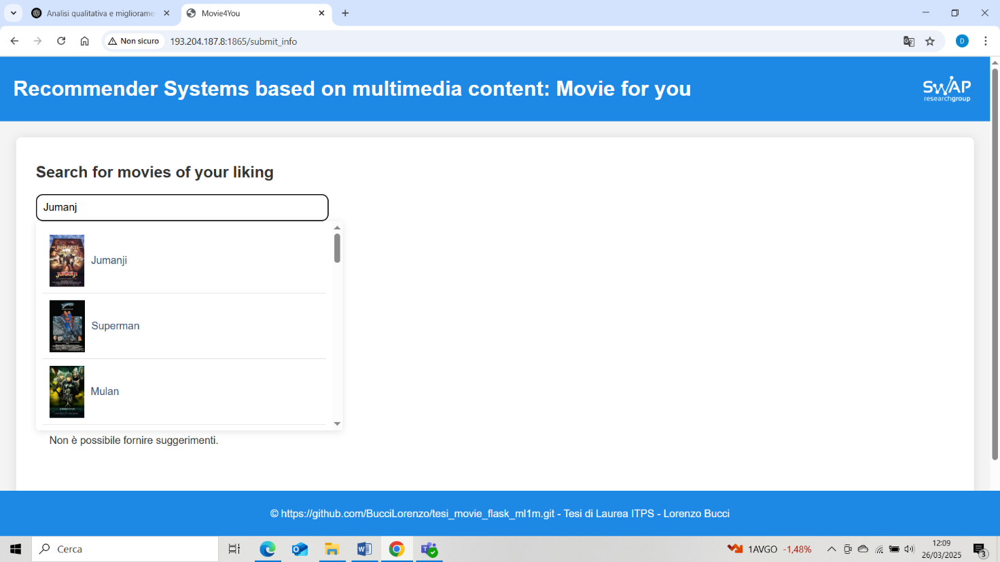 Analisi qualitativa e migliorame
Movie4You
Non sicuro
193.204.187.8:1865/submit_info
D
Recommender Systems based on multimedia content: Movie for you
SWAP
researchgroup
Search for movies of your liking
Jumanj
JUMANJI
Jumanji
Superman
Mulan
Non è possibile fornire suggerimenti.
© https://github.com/BucciLorenzo/tesi_movie_flask_ml1m.git - Tesi di Laurea ITPS - Lorenzo Bucci
Cerca
1AVGO -1,48%
12:09
26/03/2025
3